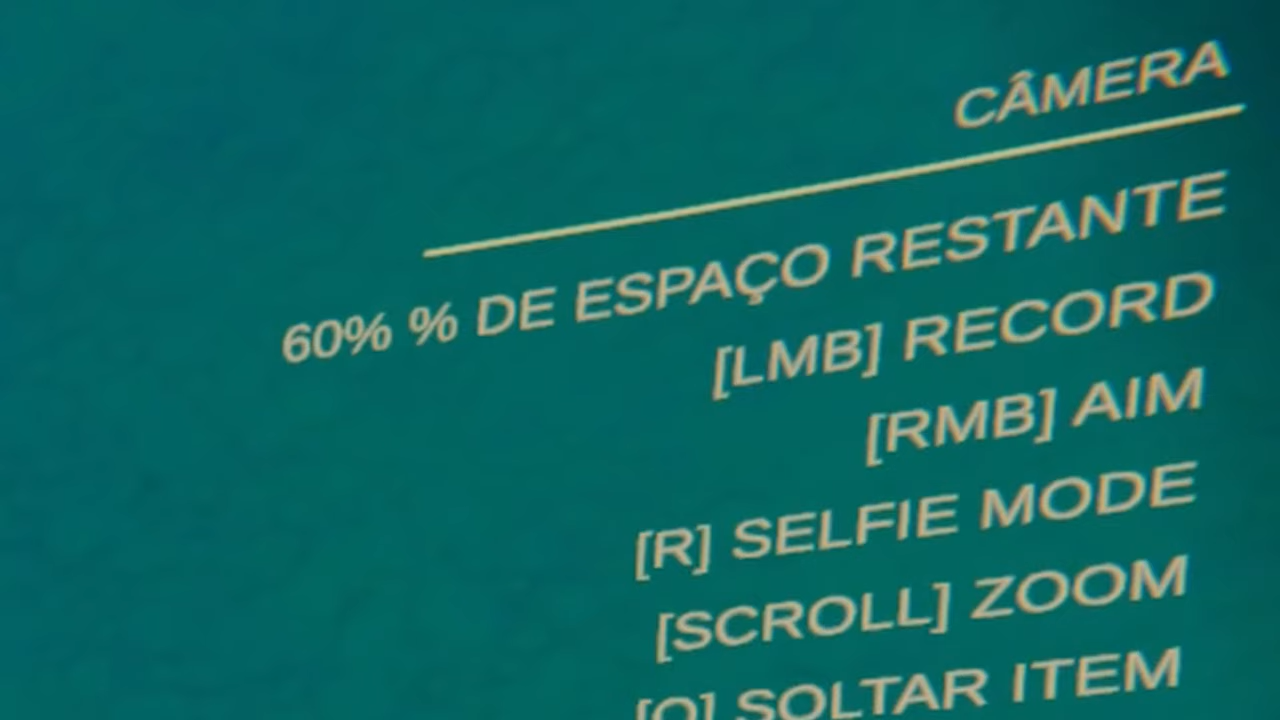 CÂMERA
60% % DE ESPAÇO RESTANTE
[LMB] RECORD
[RMB] AIM
[R] SELFIE MODE
[SCROLL] ZOOM
SOLTAR ITEM